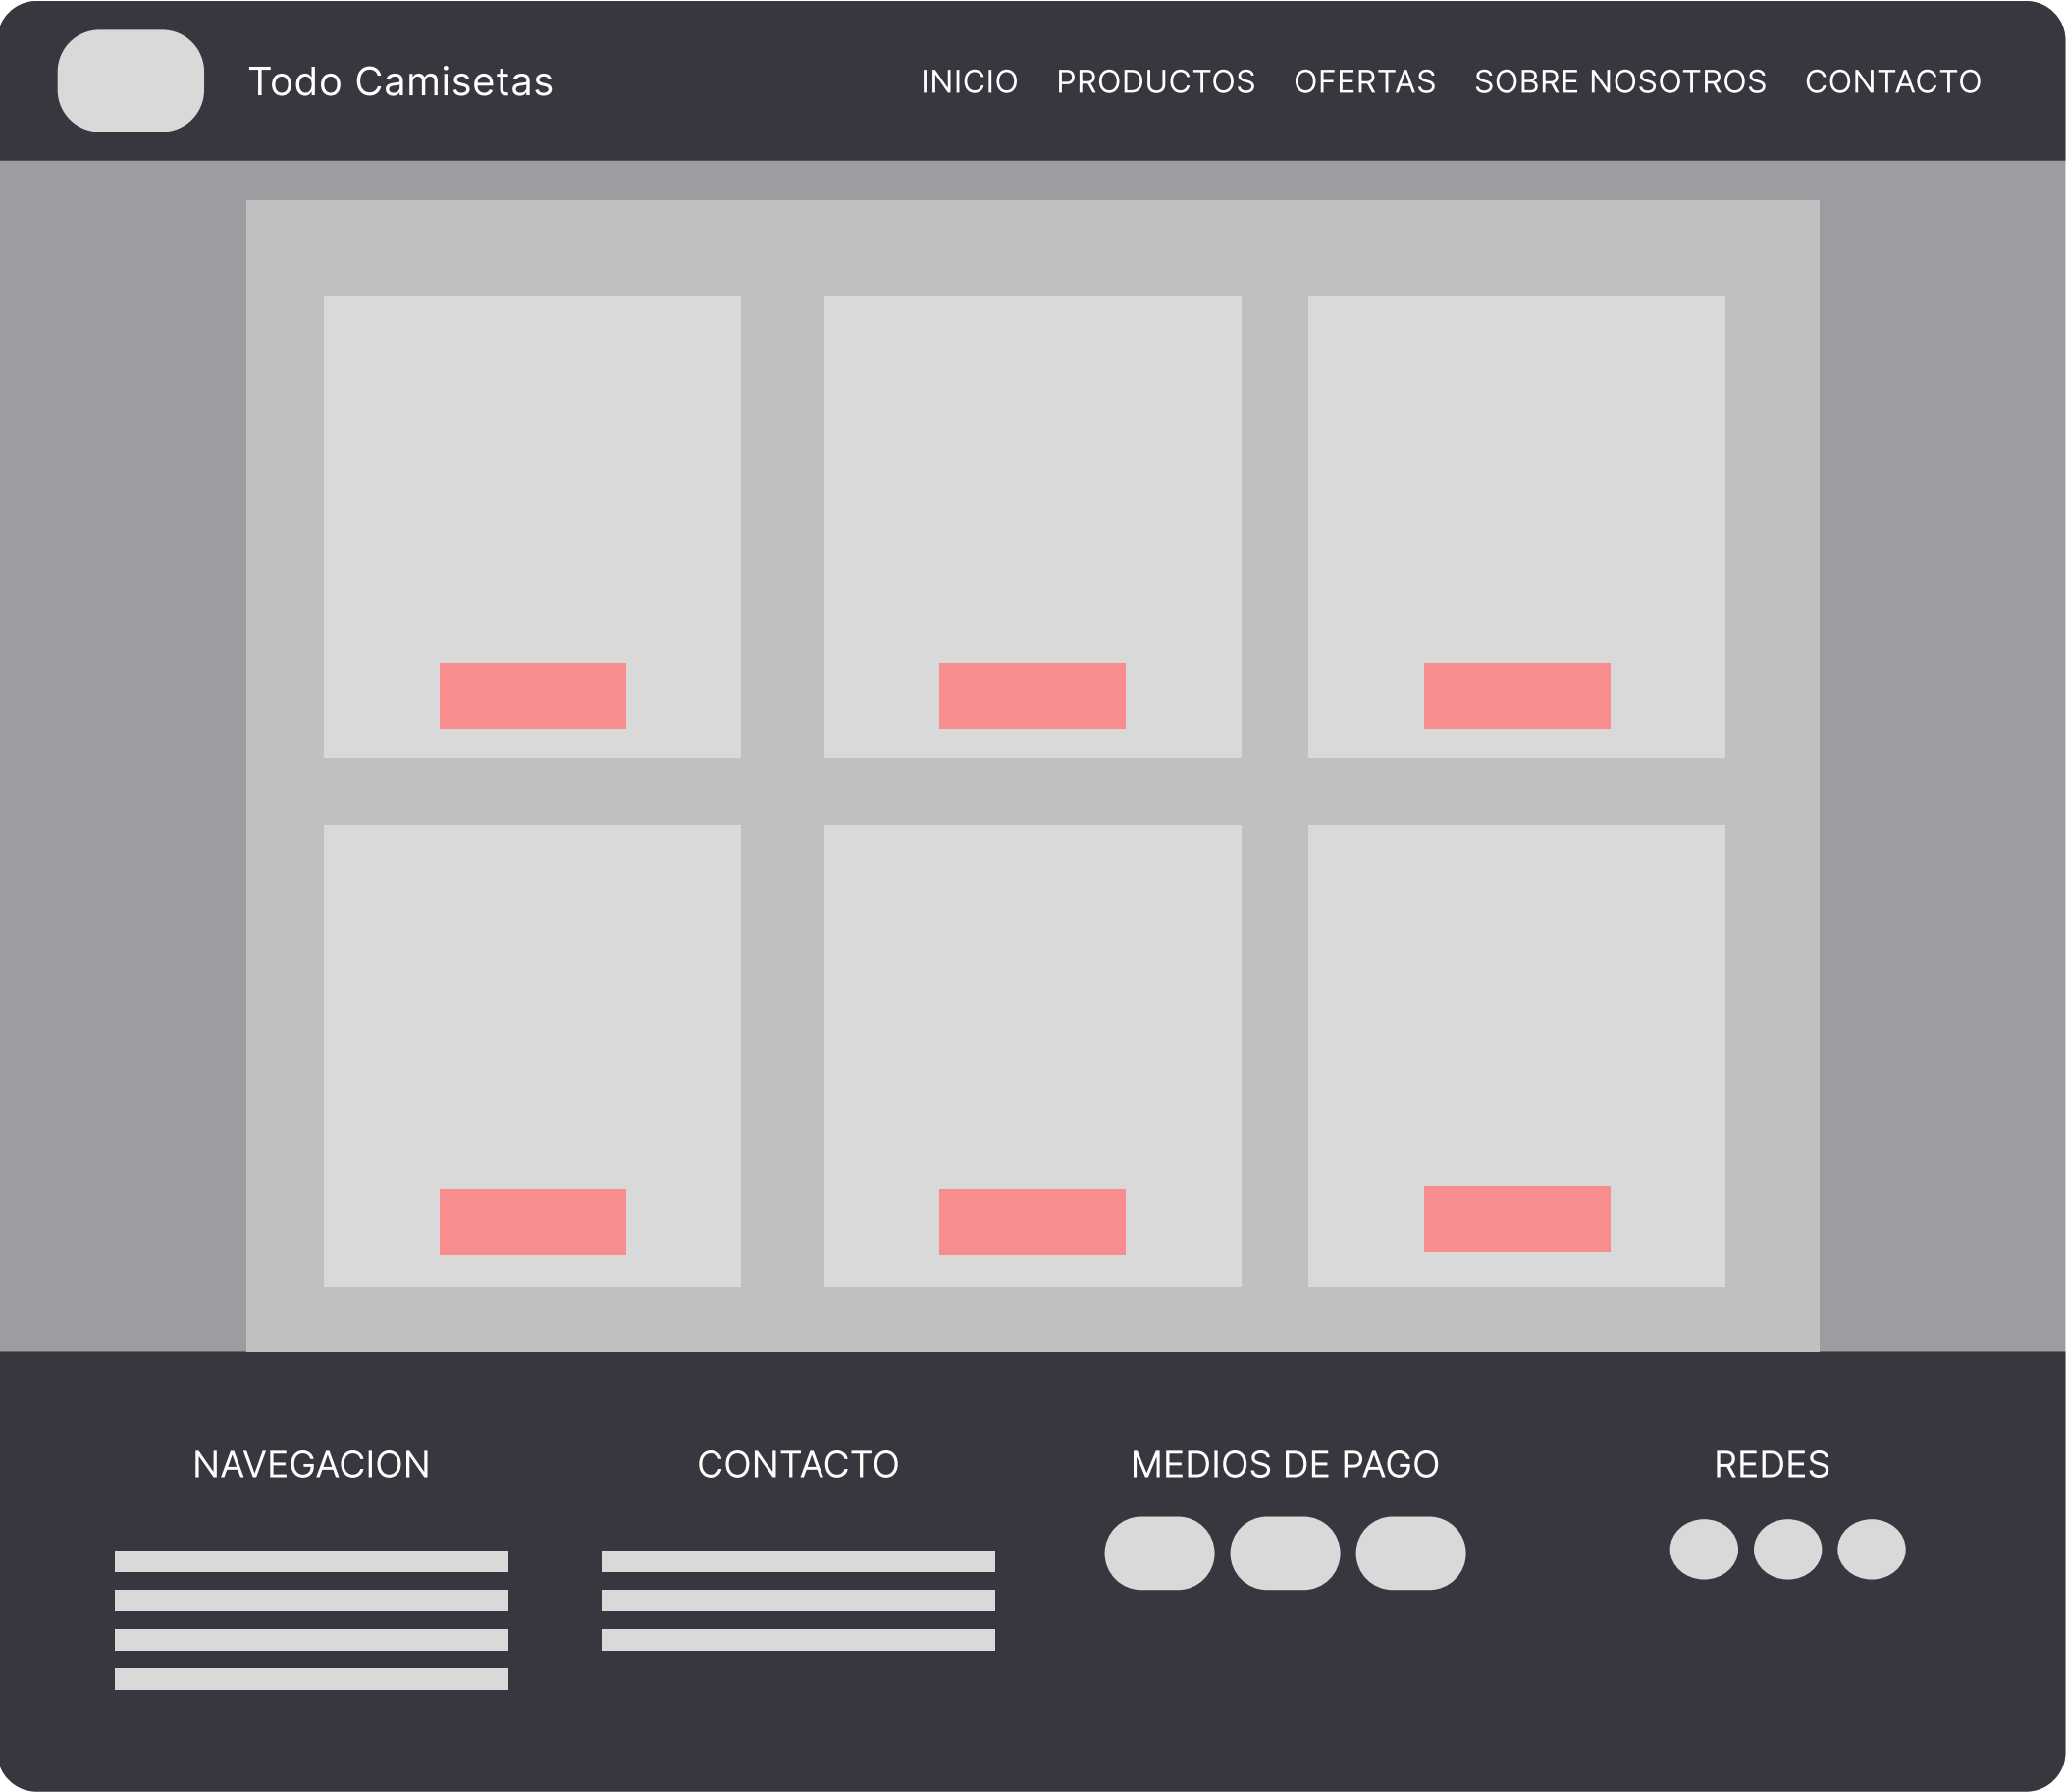 Todo Camisetas
INICIO PRODUCTOS OFERTAS SOBRE NOSOTROS CONTACTO
NAVEGACION CONTACTO MEDIOS DE PAGO REDES